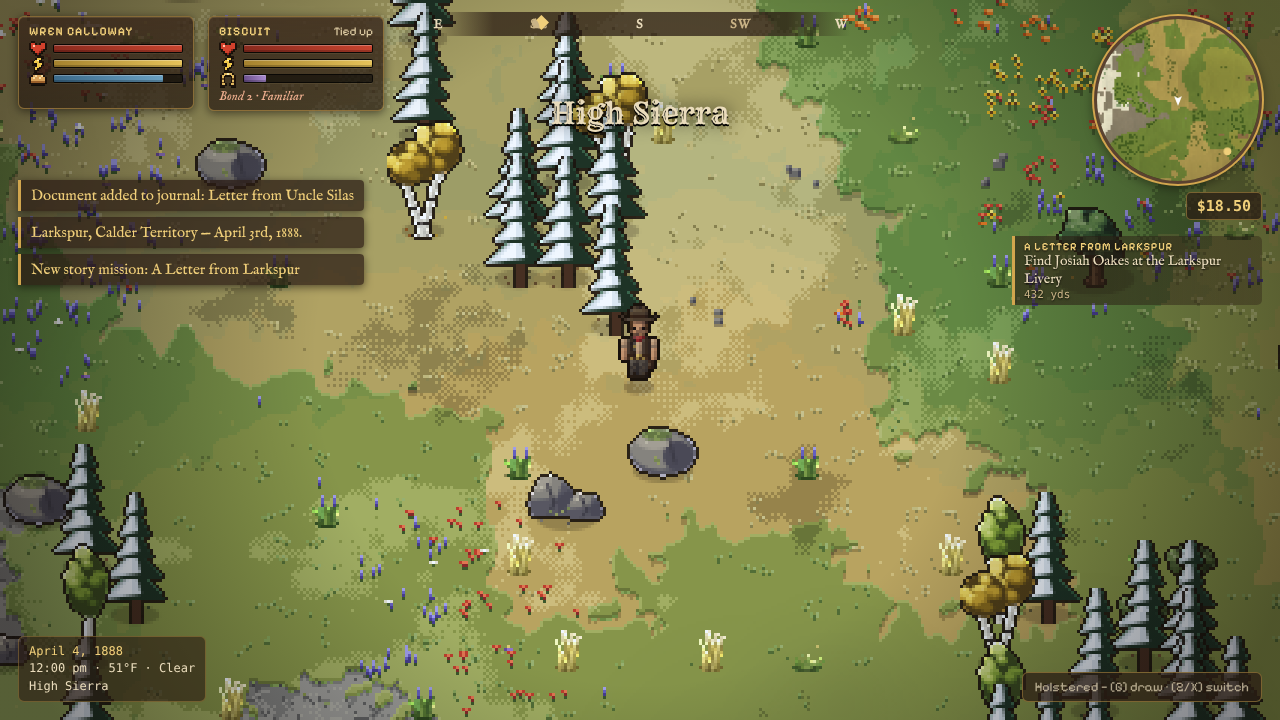 WREN CALLOWAY
BISCUIT
Tied up
Bond 2 · Familiar
E
S
SW
W
High Sierra
Document added to journal: Letter from Uncle Silas
Larkspur, Calder Territory — April 3rd, 1888.
New story mission: A Letter from Larkspur
$18.50
A LETTER FROM LARKSPUR
Find Josiah Oakes at the Larkspur
Livery
432 yds
April 4, 1888
12:00 pm · 51°F · Clear
High Sierra
Holstered – [G] draw · [Z/X] switch